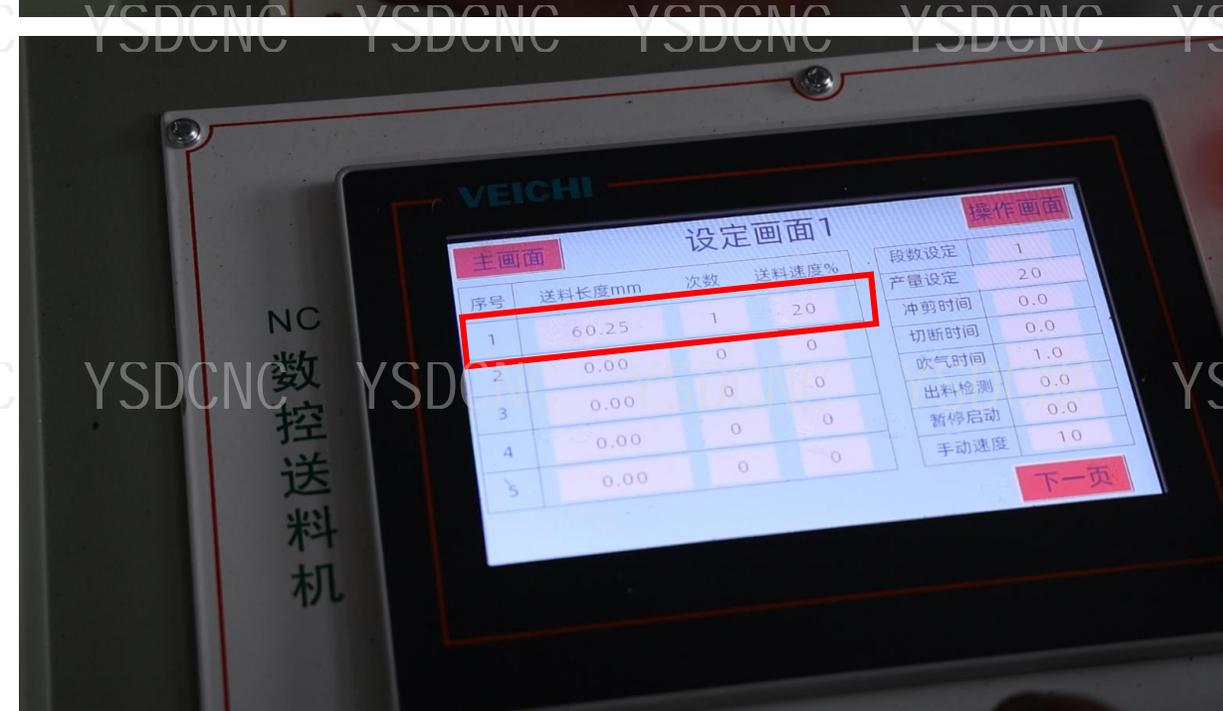 YSDCNC YSDCNC YSDCNC YSDCNC YS
VEICHI
主画面 设定画面1 操作画面
序号 送料长度mm 次数 送料速度%
1 60.25 1 20
2 0.00 0 0
3 0.00 0 0
4 0.00 0 0
5 0.00 0 0
段数设定 1
产量设定 20
冲剪时间 0.0
切断时间 0.0
吹气时间 1.0
出料检测 0.0
暂停启动 0.0
手动速度 10
下一页
NC
数控送料机
YSDCNC YSDCNC YSDCNC YSDCNC YS